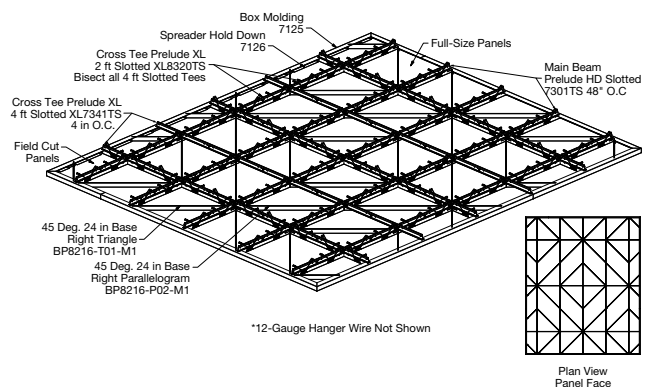 Box Molding
7125
Spreader Hold Down
7126
Cross Tee Prelude XL
2 ft Slotted XL8320TS
Bisect all 4 ft Slotted Tees
Full-Size Panels
Main Beam
Prelude HD Slotted
7301TS 48" O.C
Cross Tee Prelude XL
4 ft Slotted XL7341TS
4 in O.C.
Field Cut
Panels
45 Deg. 24 in Base
Right Triangle
BP8216-T01-M1
45 Deg. 24 in Base
Right Parallelogram
BP8216-P02-M1
*12-Gauge Hanger Wire Not Shown
Plan View
Panel Face